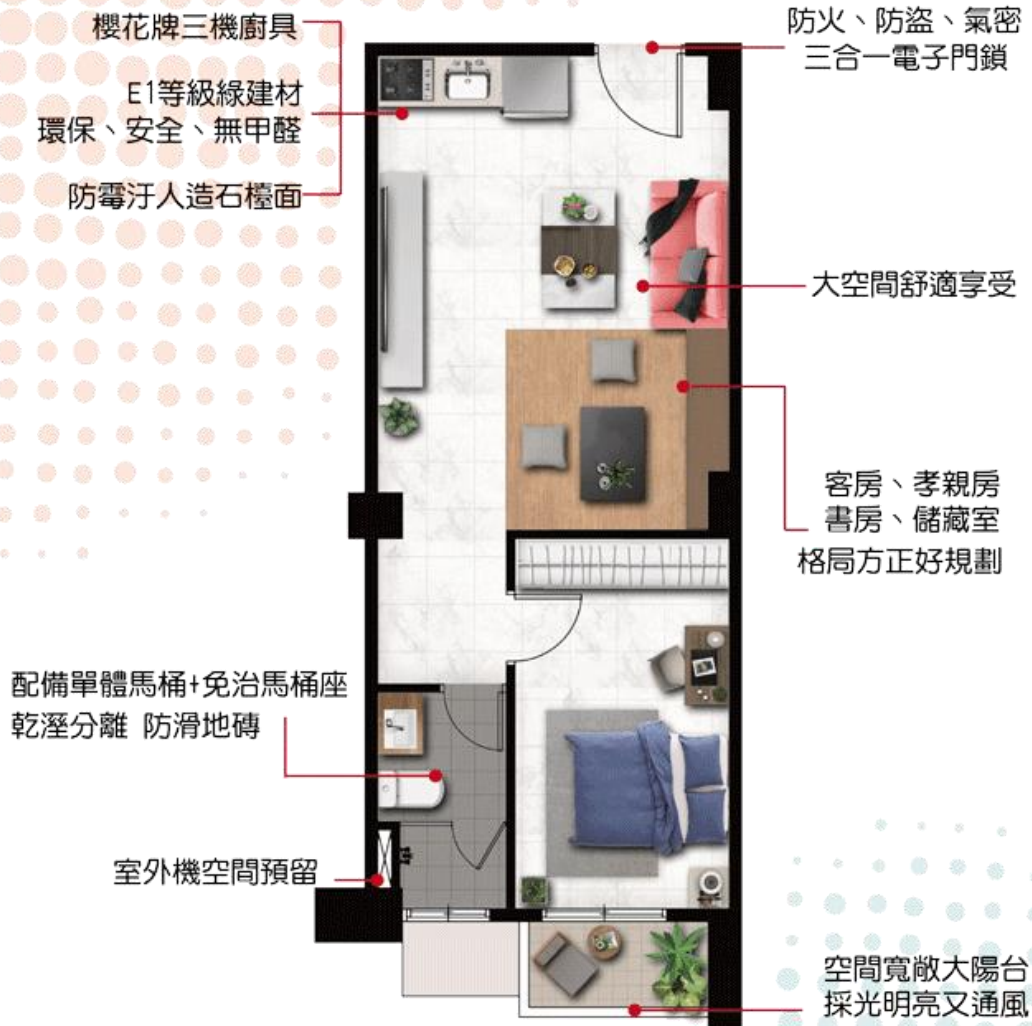 櫻花牌三機廚具
E1等級綠建材
環保、安全、無甲醛
防霉汙人造石檯面
防火、防盜、氣密
三合一電子門鎖
大空間舒適享受
客房、孝親房
書房、儲藏室
格局方正好規劃
配備單體馬桶+免治馬桶座
乾溼分離 防滑地磚
室外機空間預留
空間寬敞大陽台
採光明亮又通風